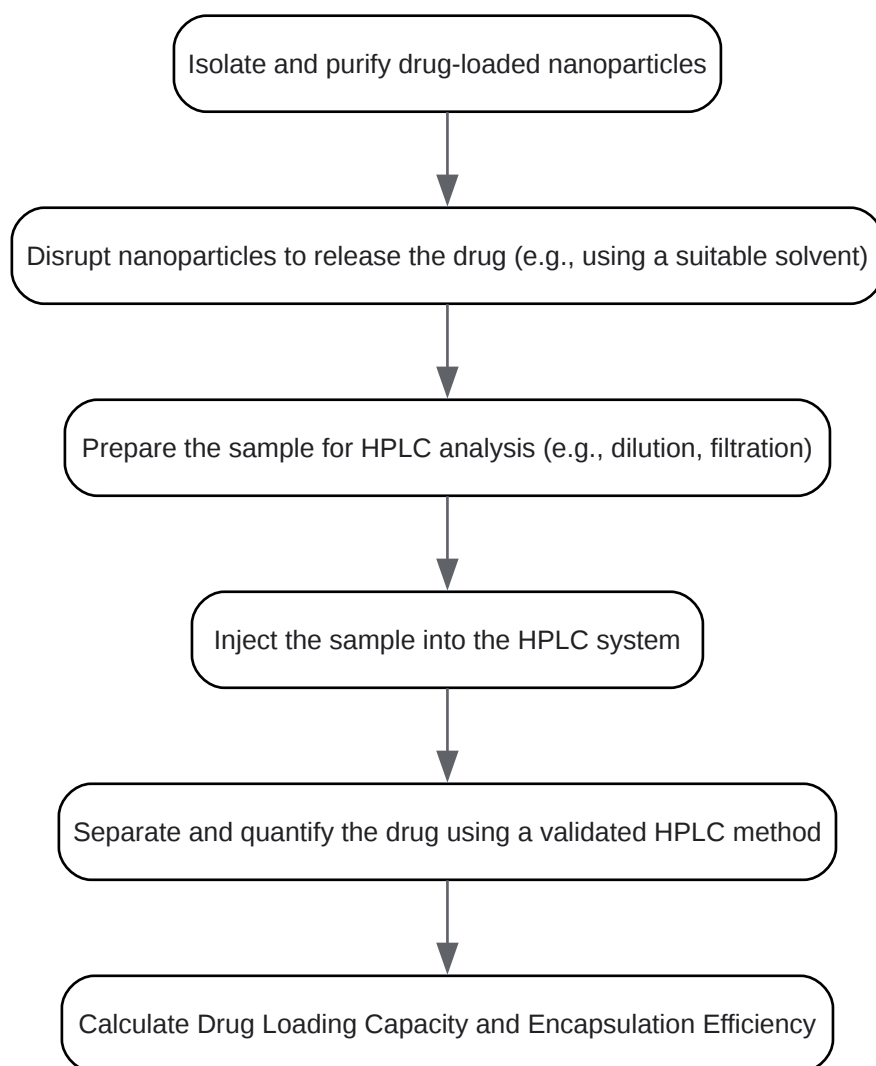 Isolate and purify drug-loaded nanoparticles
Disrupt nanoparticles to release the drug (e.g., using a suitable solvent)
Prepare the sample for HPLC analysis (e.g., dilution, filtration)
Inject the sample into the HPLC system
Separate and quantify the drug using a validated HPLC method
Calculate Drug Loading Capacity and Encapsulation Efficiency